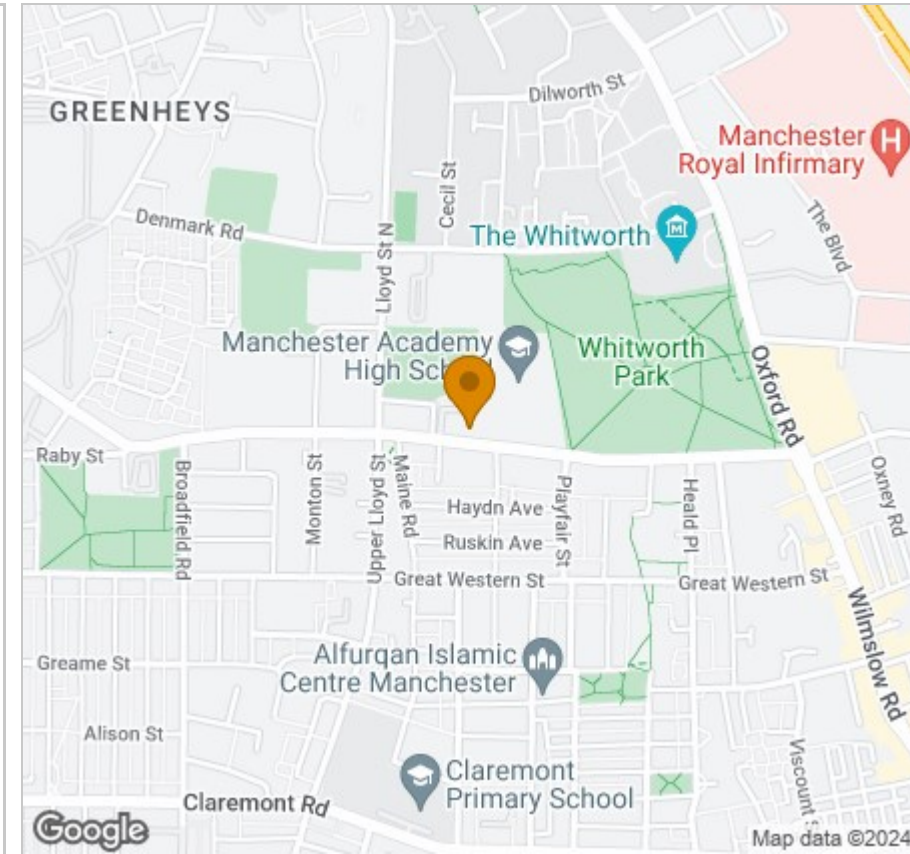 Dilworth St
GREENHEYS
Manchester
Royal Infirmary
H
Cecil St
Denmark Rd
The Whitworth
M
The Blvd
Lloyd St N
Manchester Academy
High
Whitworth
Park
Oxford Rd
Raby St
Broadfield Rd
Monton St
Upper Lloyd St
Maine Rd
Haydn Ave
Playfair St
Heald Pl
Oxney Rd
Ruskin Ave
Great Western St
Great Western St
Wilmslow Rd
Greame St
Alfurqan Islamic
Centre Manchester
Alison St
Viscount
Claremont
Primary School
Claremont Rd
Google
Map data ©2024